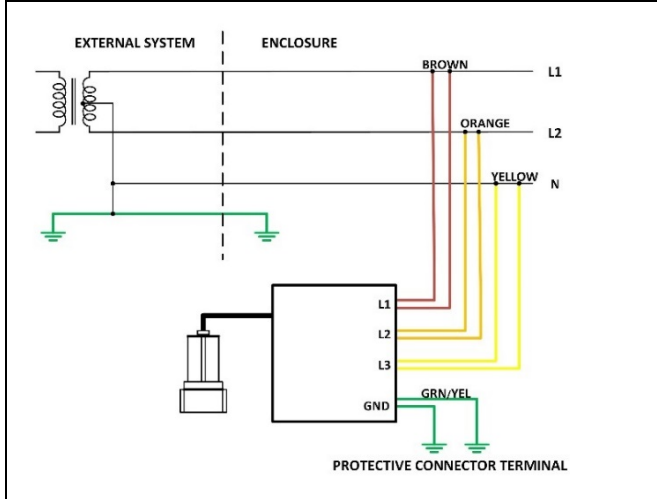 EXTERNAL SYSTEM
ENCLOSURE
BROWN
L1
ORANGE
L2
YELLOW
N
L1
L2
L3
GRN/YEL
GND
PROTECTIVE CONNECTOR TERMINAL